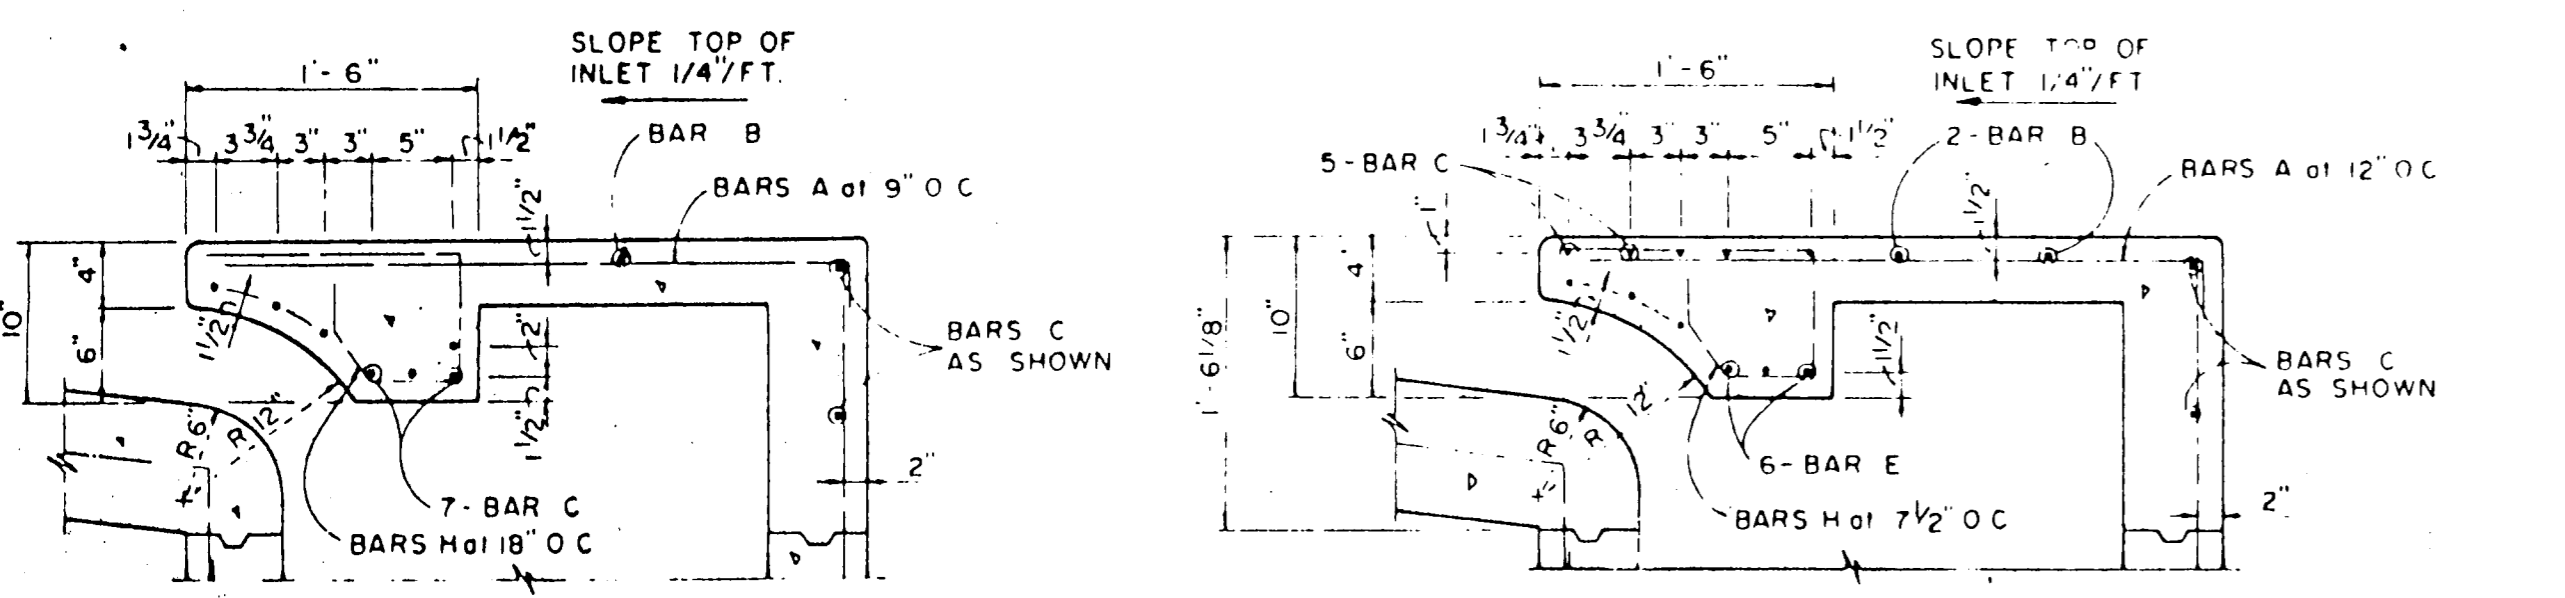 SLOPE TOP OF
INLET 1/4"/FT.
1'-6"
1 3/4" 3 3/4" 3" 3" 5" 1 1/2"
BAR B
BARS A at 9" O C
1 1/2"
4"
10"
6"
1 1/2"
2"
1 1/2"
BARS C
AS SHOWN
12"
R 6"
R
2"
7-BAR C
BARS H at 18" O C
SLOPE TOP OF
INLET 1/4"/FT
1'-6"
1 3/4" 3 3/4" 3" 3" 5" 1 1/2"
2-BAR B
5-BAR C
BARS A at 12" O C
1"
1 1/2"
4"
10"
6"
1'-6 1/8"
1 1/2"
1 1/2"
BARS C
AS SHOWN
12"
R 6"
R
6-BAR E
2"
BARS H at 7 1/2" O C